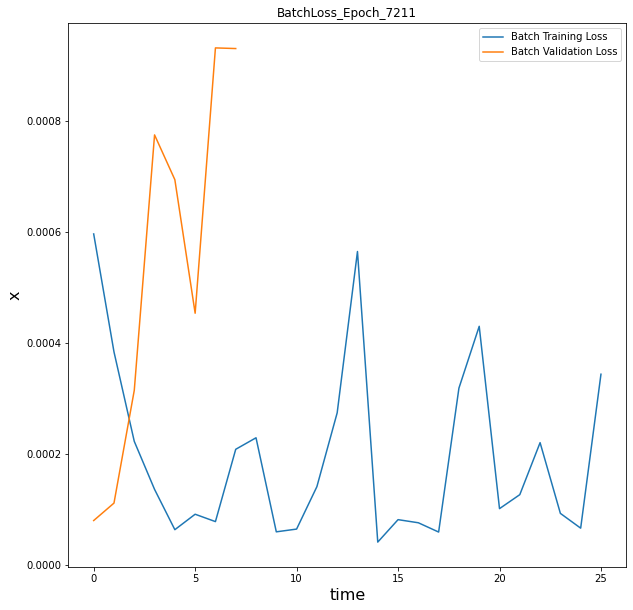 BatchLoss_Epoch_7211
Batch Training Loss
Batch Validation Loss
0.0008
0.0006
0.0004
0.0002
0.0000
x
0 5 10 15 20 25
time